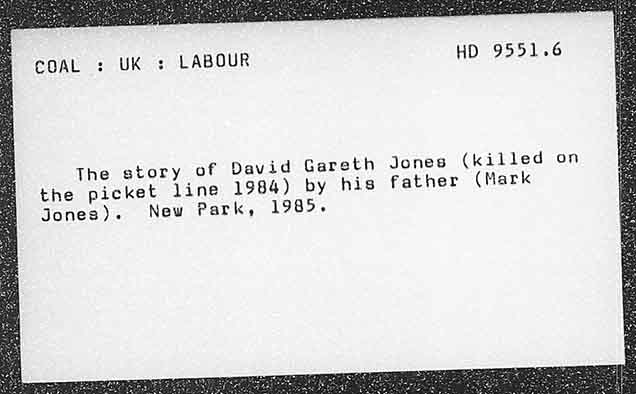 COAL : UK : LABOUR
HD 9551.6
The story of David Gareth Jones (killed on
the picket line 1984) by his father (Mark
Jones). New Park, 1985.